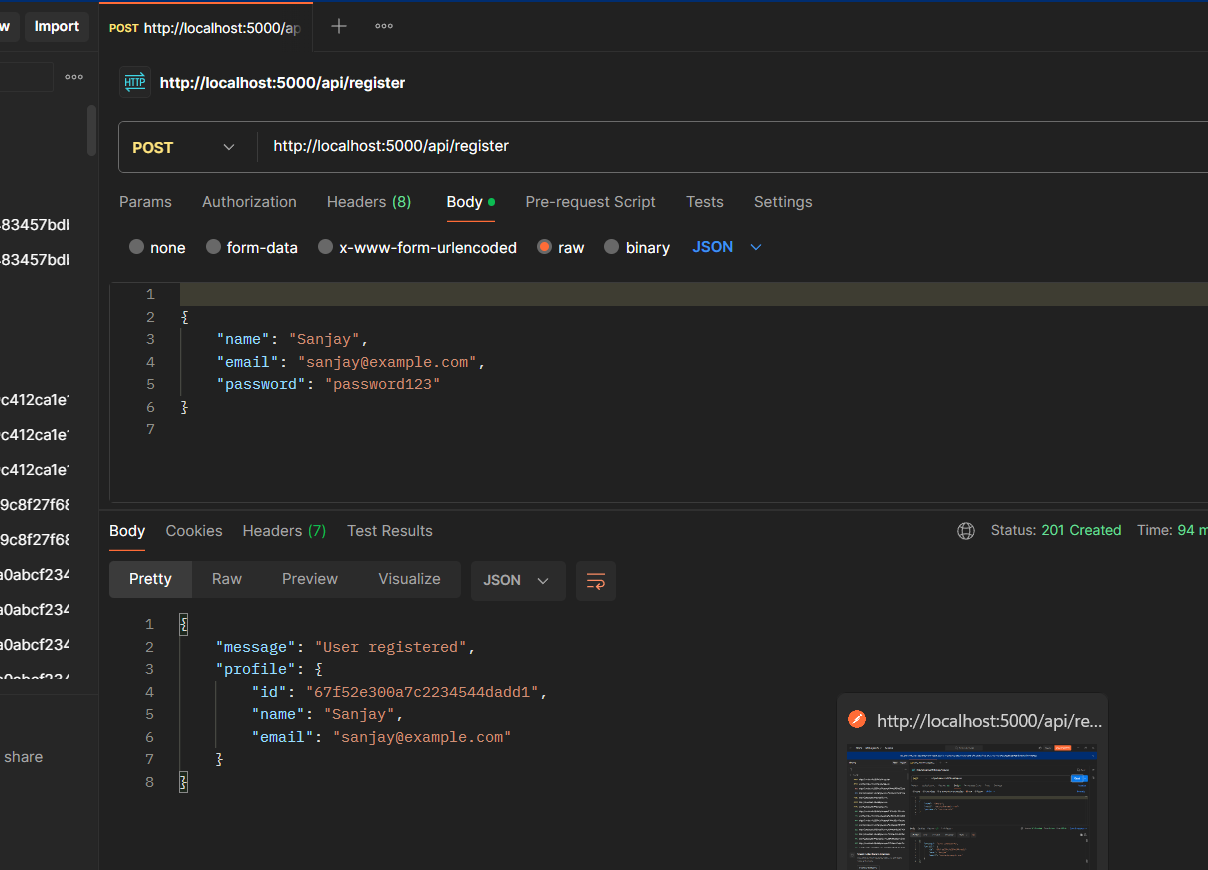 w Import
POST http://localhost:5000/ap
HTTP http://localhost:5000/api/register
POST http://localhost:5000/api/register
Params Authorization Headers (8) Body Pre-request Script Tests Settings
none form-data x-www-form-urlencoded raw binary JSON
1
2 {
3 "name": "Sanjay",
4 "email": "sanjay@example.com",
5 "password": "password123"
6 }
7
83457bdl
83457bdl
c412ca1e
c412ca1e
c412ca1e
9c8f27f68
9c8f27f68
a0abcf234
a0abcf234
a0abcf234
share
Body Cookies Headers (7) Test Results Status: 201 Created Time: 94 m
Pretty Raw Preview Visualize JSON
1 {
2 "message": "User registered",
3 "profile": {
4 "id": "67f52e300a7c2234544dadd1",
5 "name": "Sanjay",
6 "email": "sanjay@example.com"
7 }
8 }
http://localhost:5000/api/re...